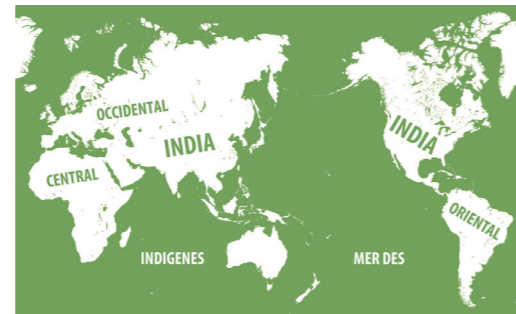 OCCIDENTAL
INDIA
INDIA
CENTRAL
ORIENTAL
INDIGENES
MER DES